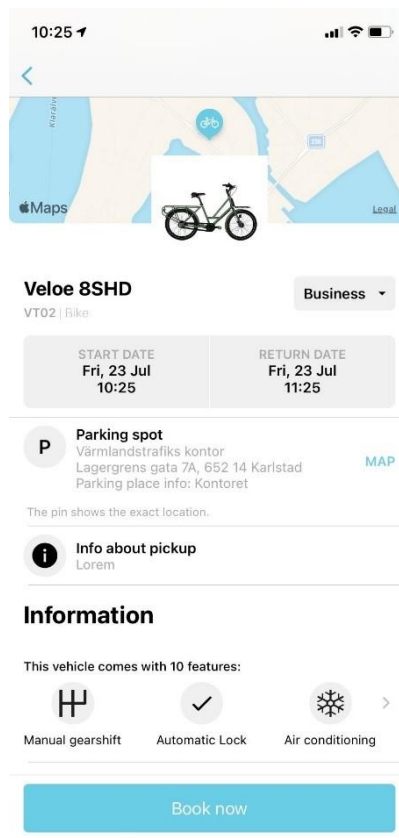 10:25
Klarälv
258
Maps
Legal
Veloe 8SHD
Business
VT02 | Bike
START DATE
Fri, 23 Jul
10:25
RETURN DATE
Fri, 23 Jul
11:25
P
Parking spot
Värmlandstrafiks kontor
Lagergrens gata 7A, 652 14 Karlstad
Parking place info: Kontoret
MAP
The pin shows the exact location.
Info about pickup
Lorem
Information
This vehicle comes with 10 features:
Manual gearshift
Automatic Lock
Air conditioning
Book now